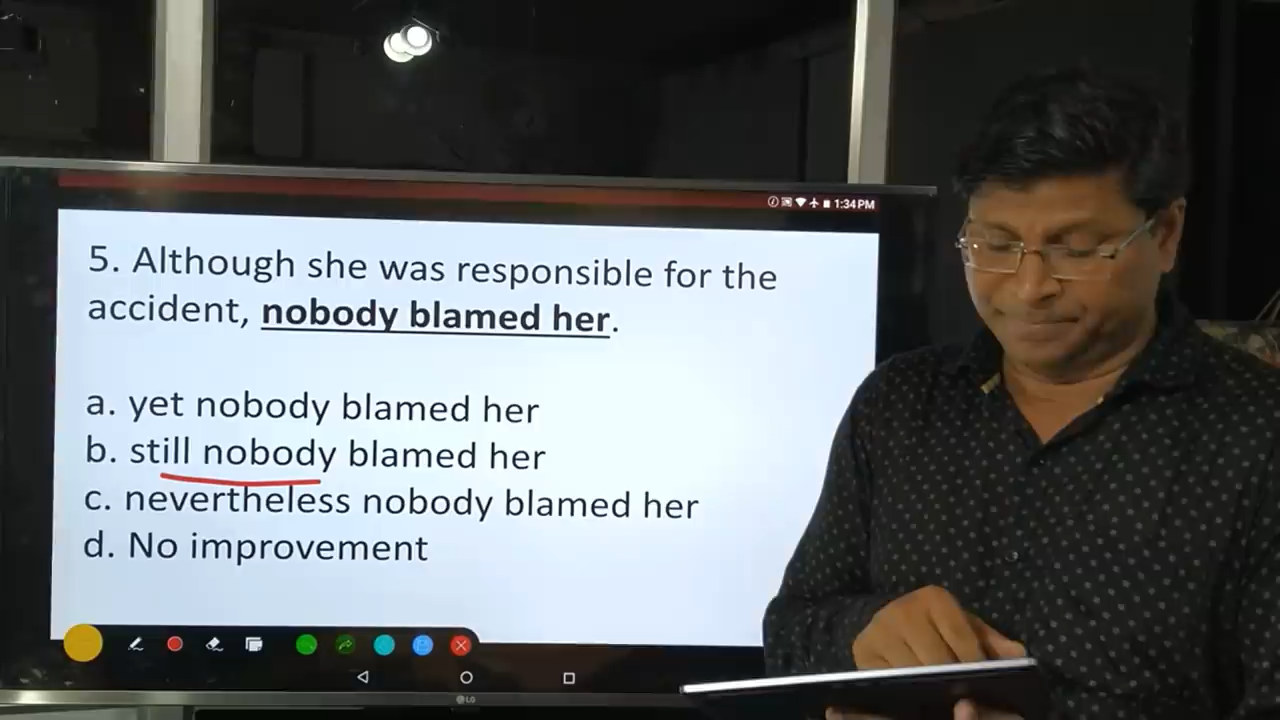 1:34 PM
5. Although she was responsible for the
accident, nobody blamed her.
a. yet nobody blamed her
b. still nobody blamed her
c. nevertheless nobody blamed her
d. No improvement
LG